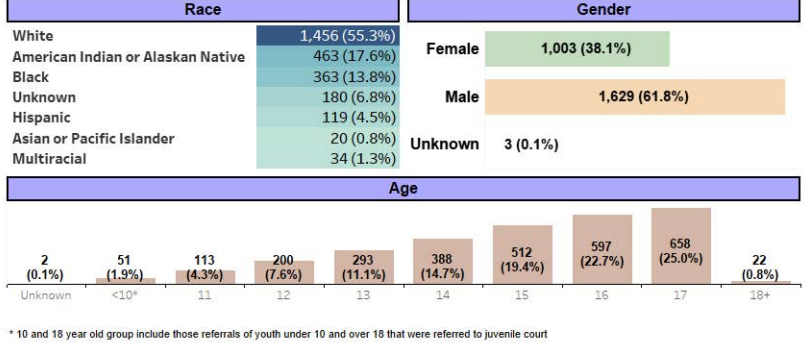 Race
White 1,456 (55.3%)
American Indian or Alaskan Native 463 (17.6%)
Black 363 (13.8%)
Unknown 180 (6.8%)
Hispanic 119 (4.5%)
Asian or Pacific Islander 20 (0.8%)
Multiracial 34 (1.3%)
Gender
Female 1,003 (38.1%)
Male 1,629 (61.8%)
Unknown 3 (0.1%)
Age
2 51 113 200 293 388 512 597 658 22
(0.1%) (1.9%) (4.3%) (7.6%) (11.1%) (14.7%) (19.4%) (22.7%) (25.0%) (0.8%)
Unknown <10* 11 12 13 14 15 16 17 18+
* 10 and 18 year old group include those referrals of youth under 10 and over 18 that were referred to juvenile court